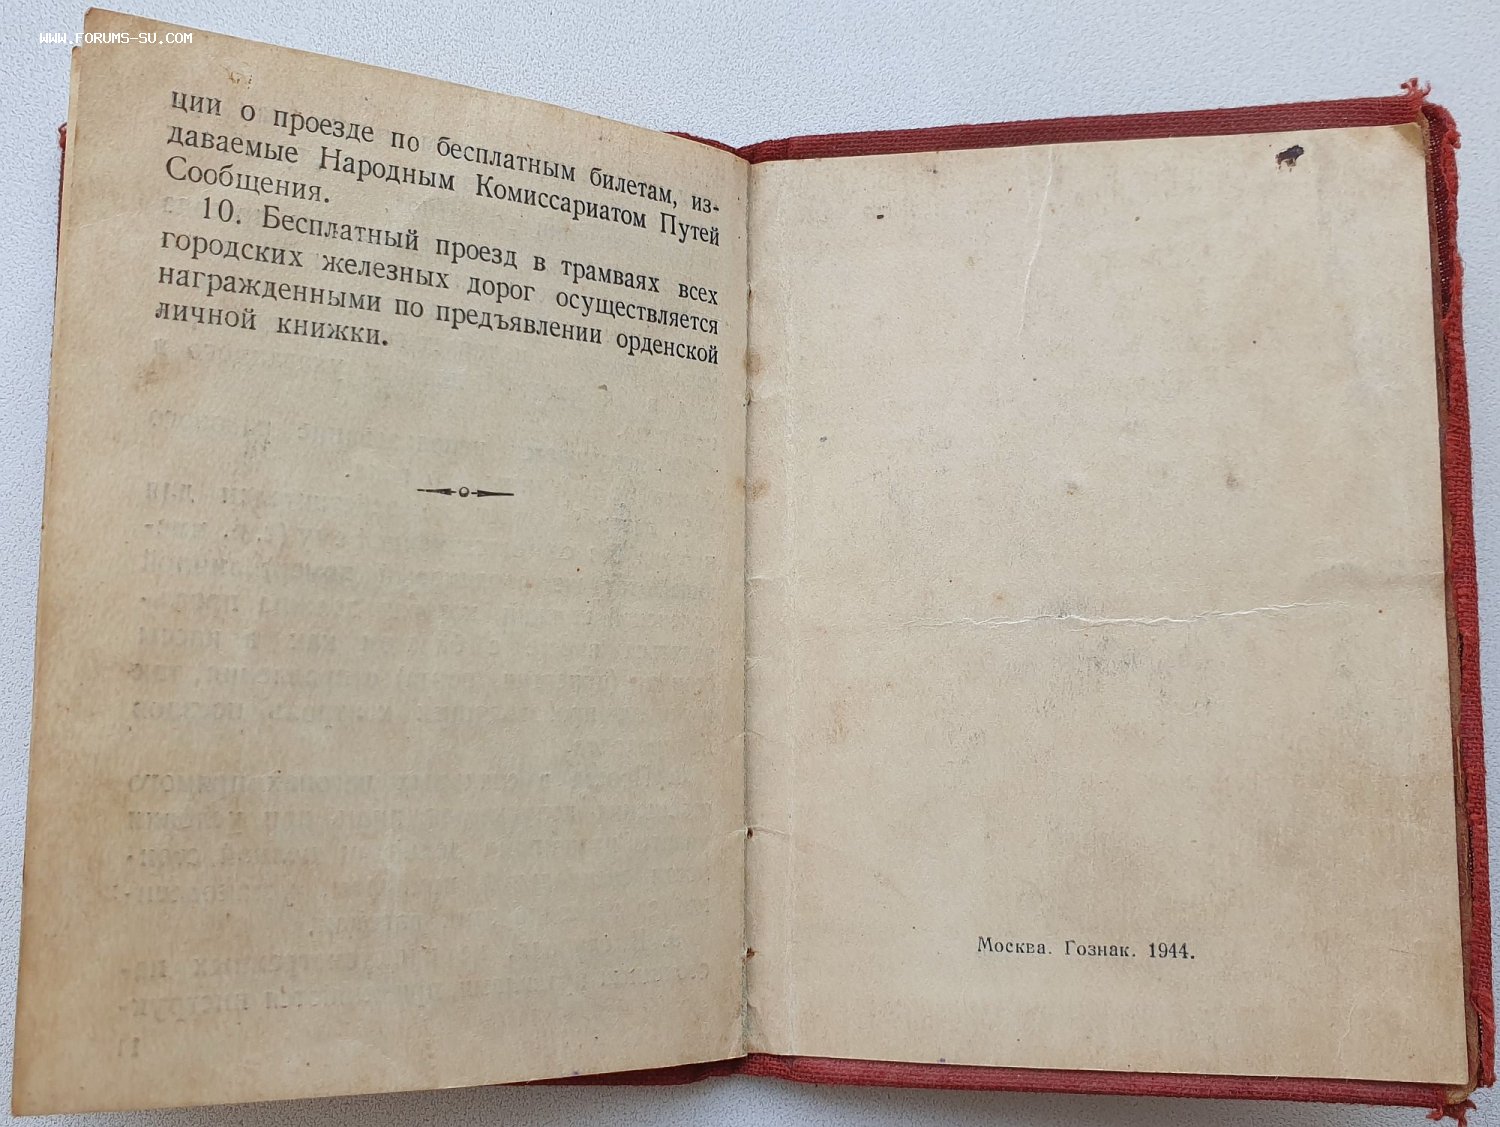 www.forums-su.com
ции о проезде по бесплатным билетам, из-
даваемые Народным Комиссариатом Путей
Сообщения.
10. Бесплатный проезд в трамваях всех
городских железных дорог осуществляется
награжденными по предъявлении орденской
личной книжки.
Москва. Гознак. 1944.